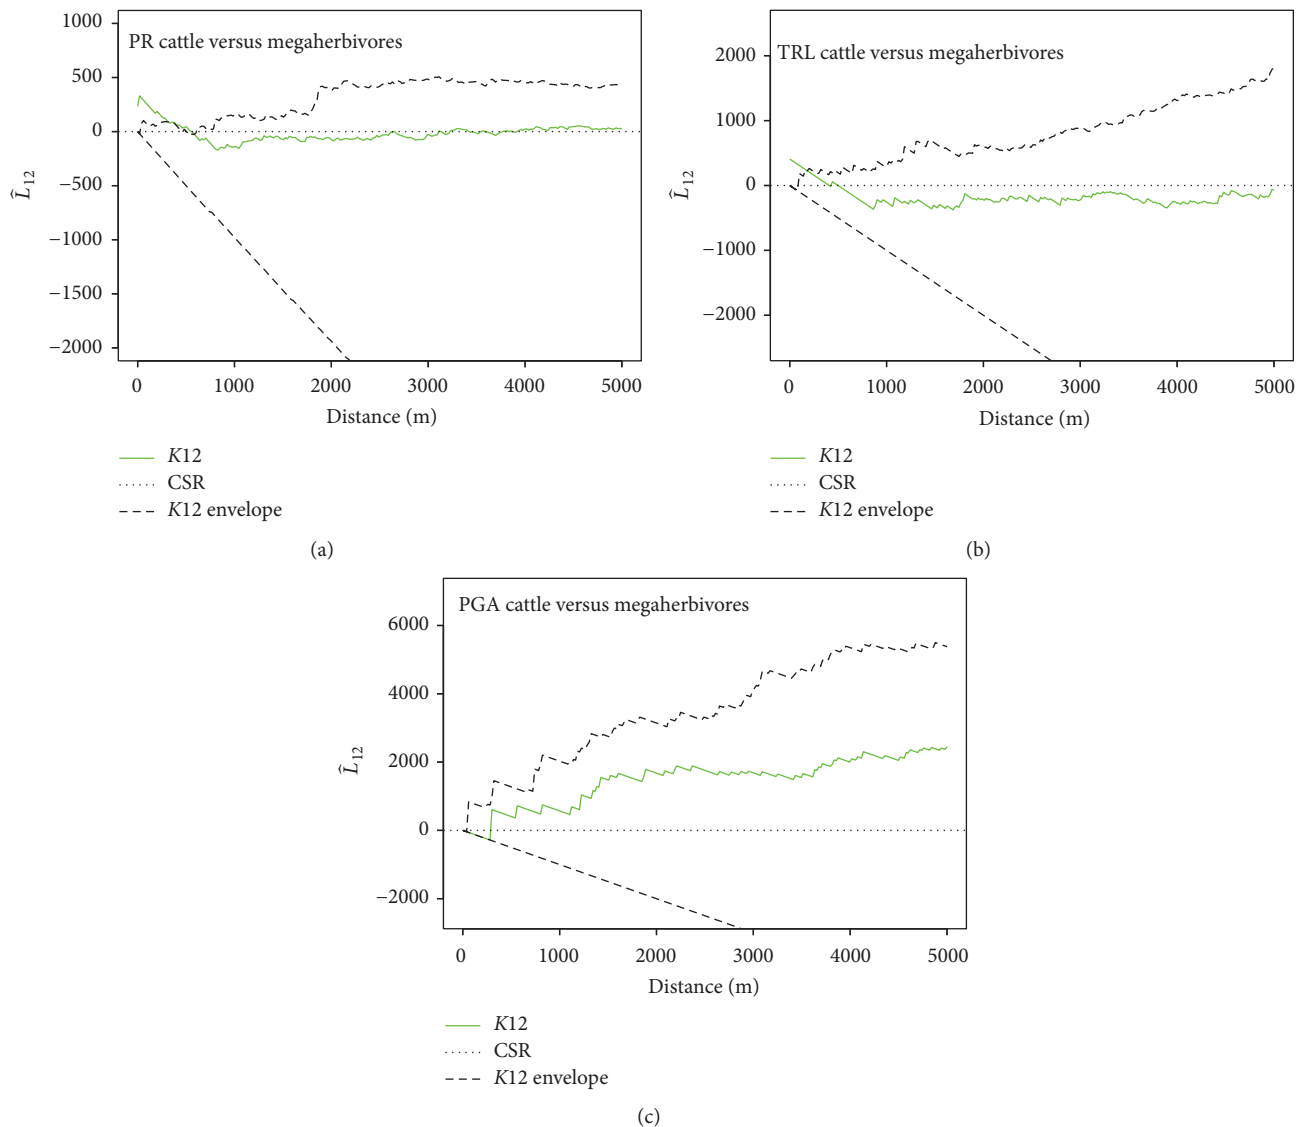 PR cattle versus megaherbivores
1000
500
0
−500
−1000
−1500
−2000
L̂12
0 1000 2000 3000 4000 5000
Distance (m)
K12
CSR
K12 envelope
(a)
TRL cattle versus megaherbivores
2000
1000
0
−1000
−2000
L̂12
0 1000 2000 3000 4000 5000
Distance (m)
K12
CSR
K12 envelope
(b)
PGA cattle versus megaherbivores
6000
4000
2000
0
−2000
L̂12
0 1000 2000 3000 4000 5000
Distance (m)
K12
CSR
K12 envelope
(c)